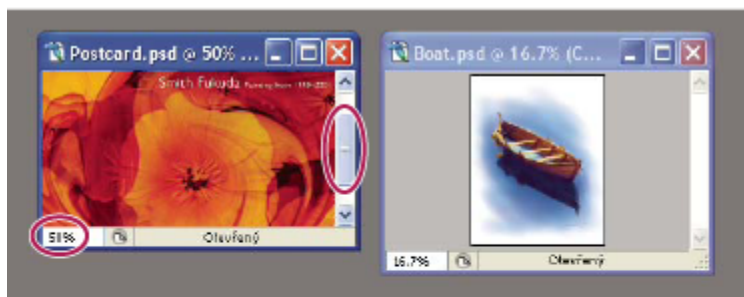 Postcard.psd @ 50% ...
Smith Fukuda
50%
Otevřený
Boat.psd @ 16.7% (C...
16.7%
Otevřený